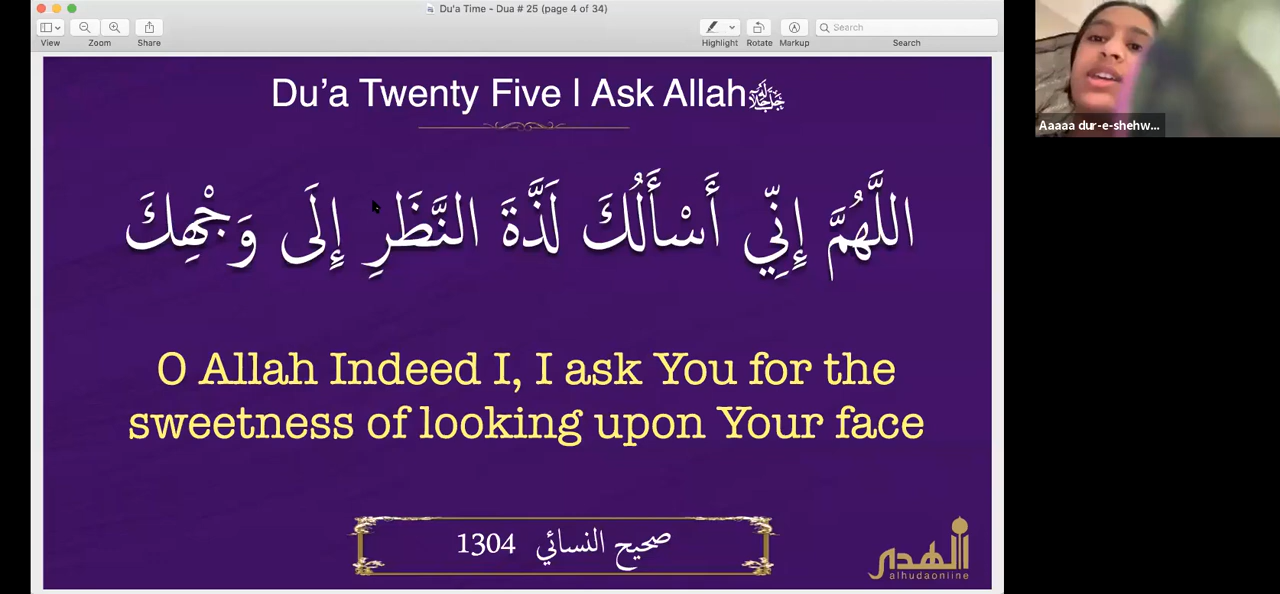 Du'a Time - Dua # 25 (page 4 of 34)
View
Zoom
Share
Highlight
Rotate
Markup
Search
Search
Du'a Twenty Five I Ask Allahﷻ
اللَّهُمَّ إِنِّي أَسْأَلُكَ لَذَّةَ النَّظَرِ إِلَى وَجْهِكَ
O Allah Indeed I, I ask You for the
sweetness of looking upon Your face
صحيح النسائي 1304
الهدى
alhudaonline
Aaaaa dur-e-shehw...